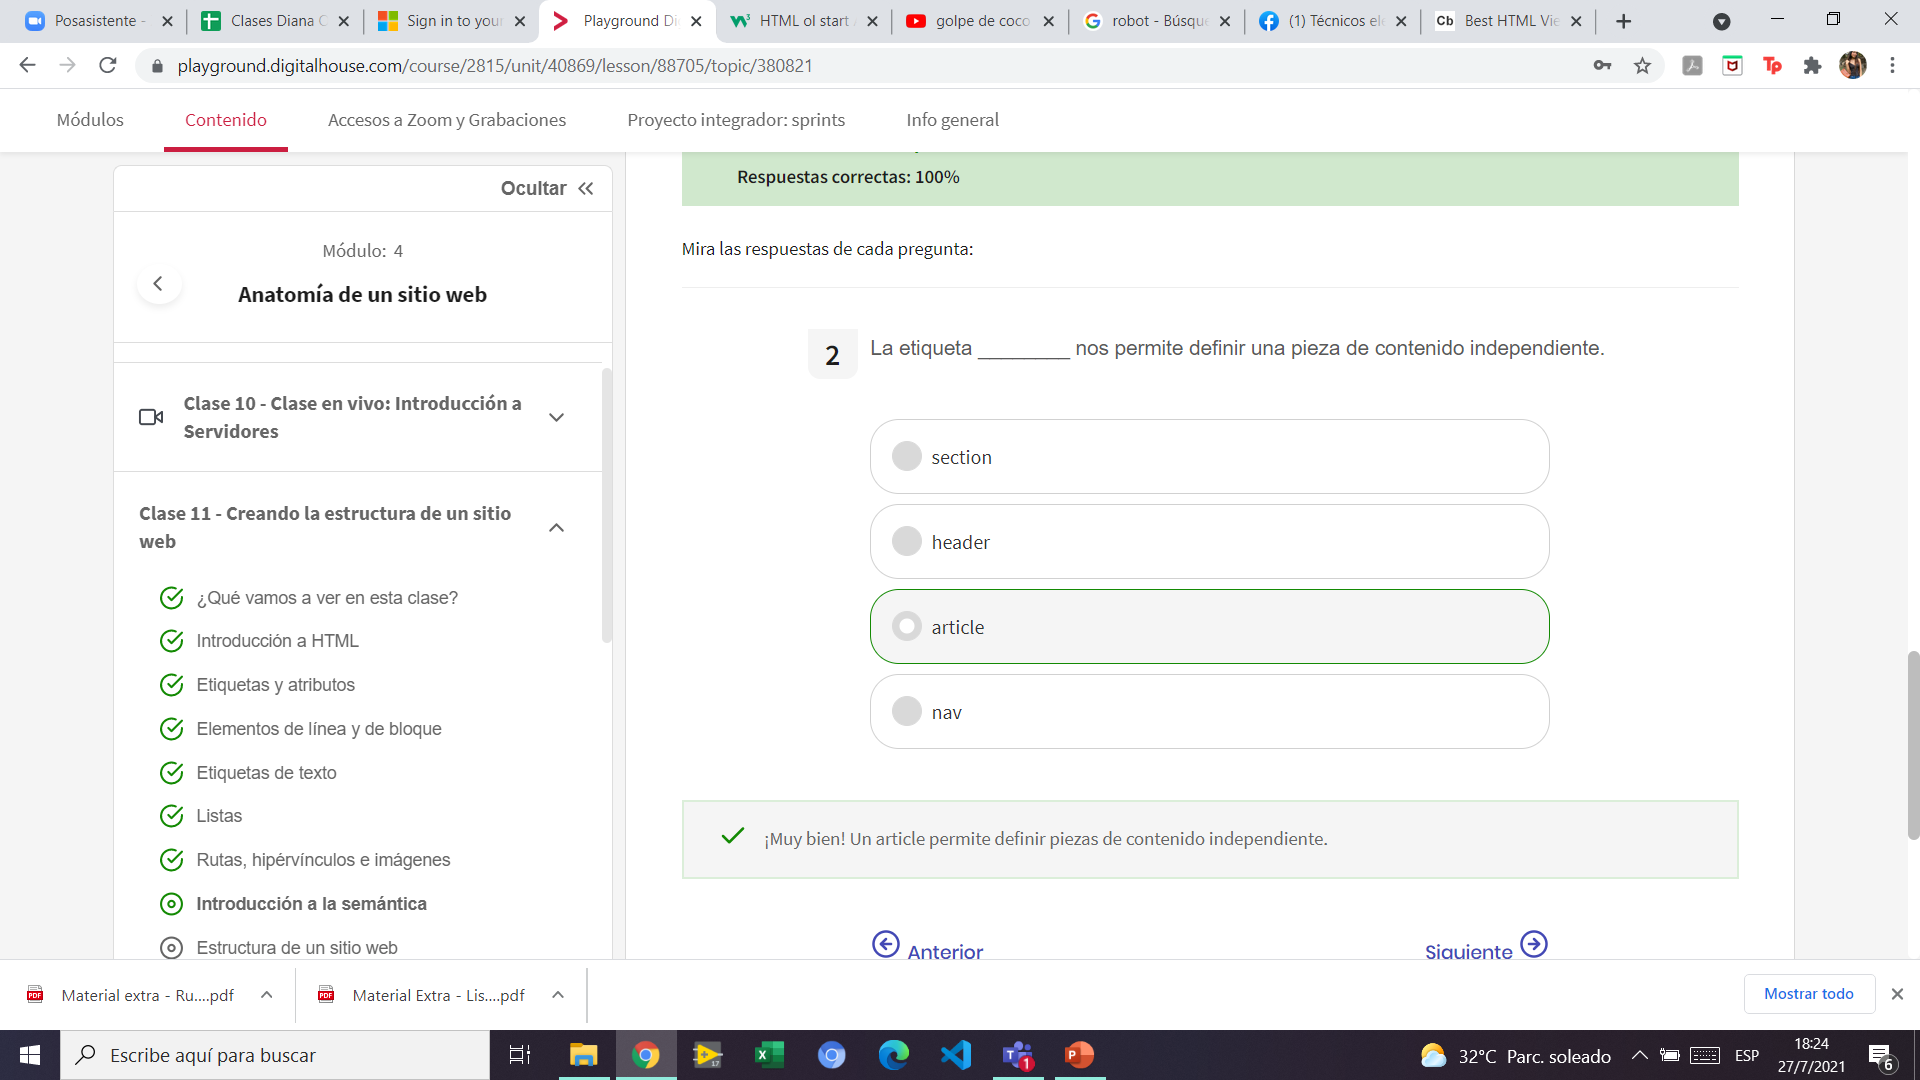 Posasistente -
Clases Diana C
Sign in to your
Playground Di
HTML ol start
golpe de coco
robot - Búsqu
(1) Técnicos el
Cb Best HTML Vie
playground.digitalhouse.com/course/2815/unit/40869/lesson/88705/topic/380821
Módulos
Contenido
Accesos a Zoom y Grabaciones
Proyecto integrador: sprints
Info general
Ocultar
Módulo: 4
Anatomía de un sitio web
Clase 10 - Clase en vivo: Introducción a
Servidores
Clase 11 - Creando la estructura de un sitio
web
¿Qué vamos a ver en esta clase?
Introducción a HTML
Etiquetas y atributos
Elementos de línea y de bloque
Etiquetas de texto
Listas
Rutas, hipérvínculos e imágenes
Introducción a la semántica
Estructura de un sitio web
Respuestas correctas: 100%
Mira las respuestas de cada pregunta:
2 La etiqueta ________ nos permite definir una pieza de contenido independiente.
section
header
article
nav
¡Muy bien! Un article permite definir piezas de contenido independiente.
Anterior
Siguiente
Material extra - Ru....pdf
Material Extra - Lis....pdf
Mostrar todo
Escribe aquí para buscar
32°C Parc. soleado
ESP
18:24
27/7/2021
6